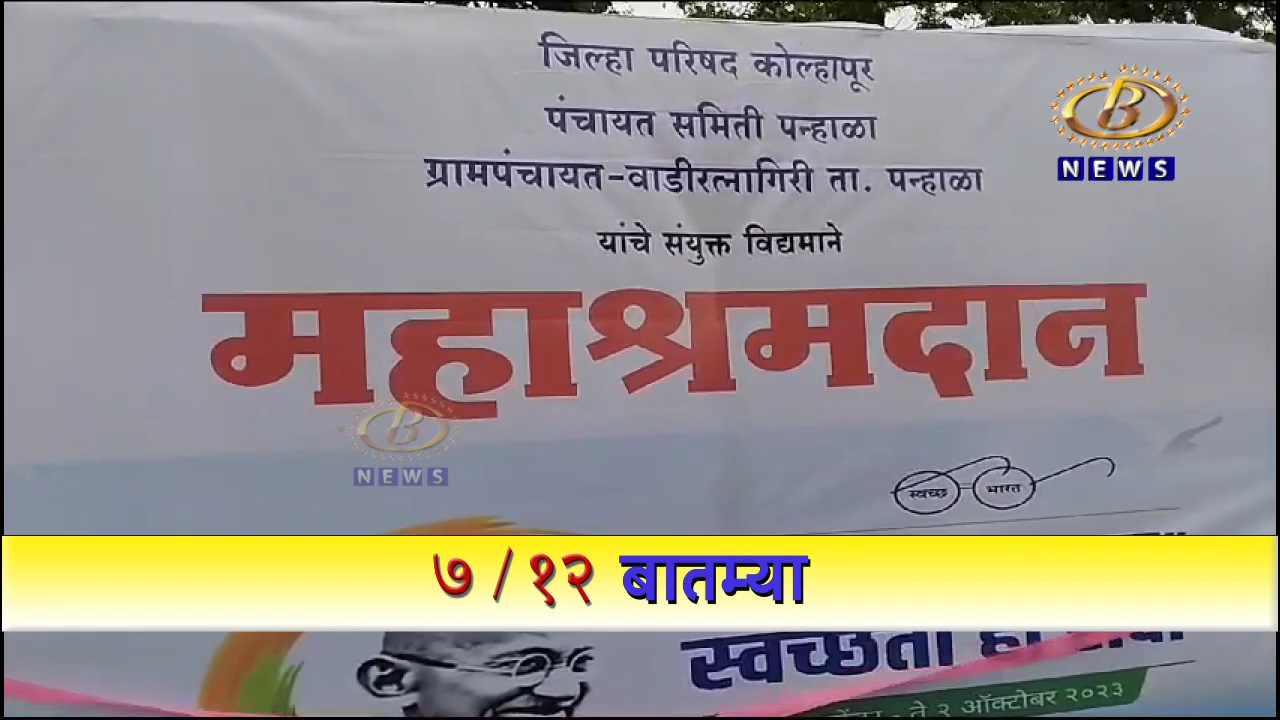 जिल्हा परिषद कोल्हापूर
पंचायत समिती पन्हाळा
ग्रामपंचायत-वाडीरत्नागिरी ता. पन्हाळा
यांचे संयुक्त विद्यमाने
महाश्रमदान
B
NEWS
B
NEWS
स्वच्छ भारत
७ / १२ बातम्या
स्वच्छता ही
- ते २ ऑक्टोबर २०२३